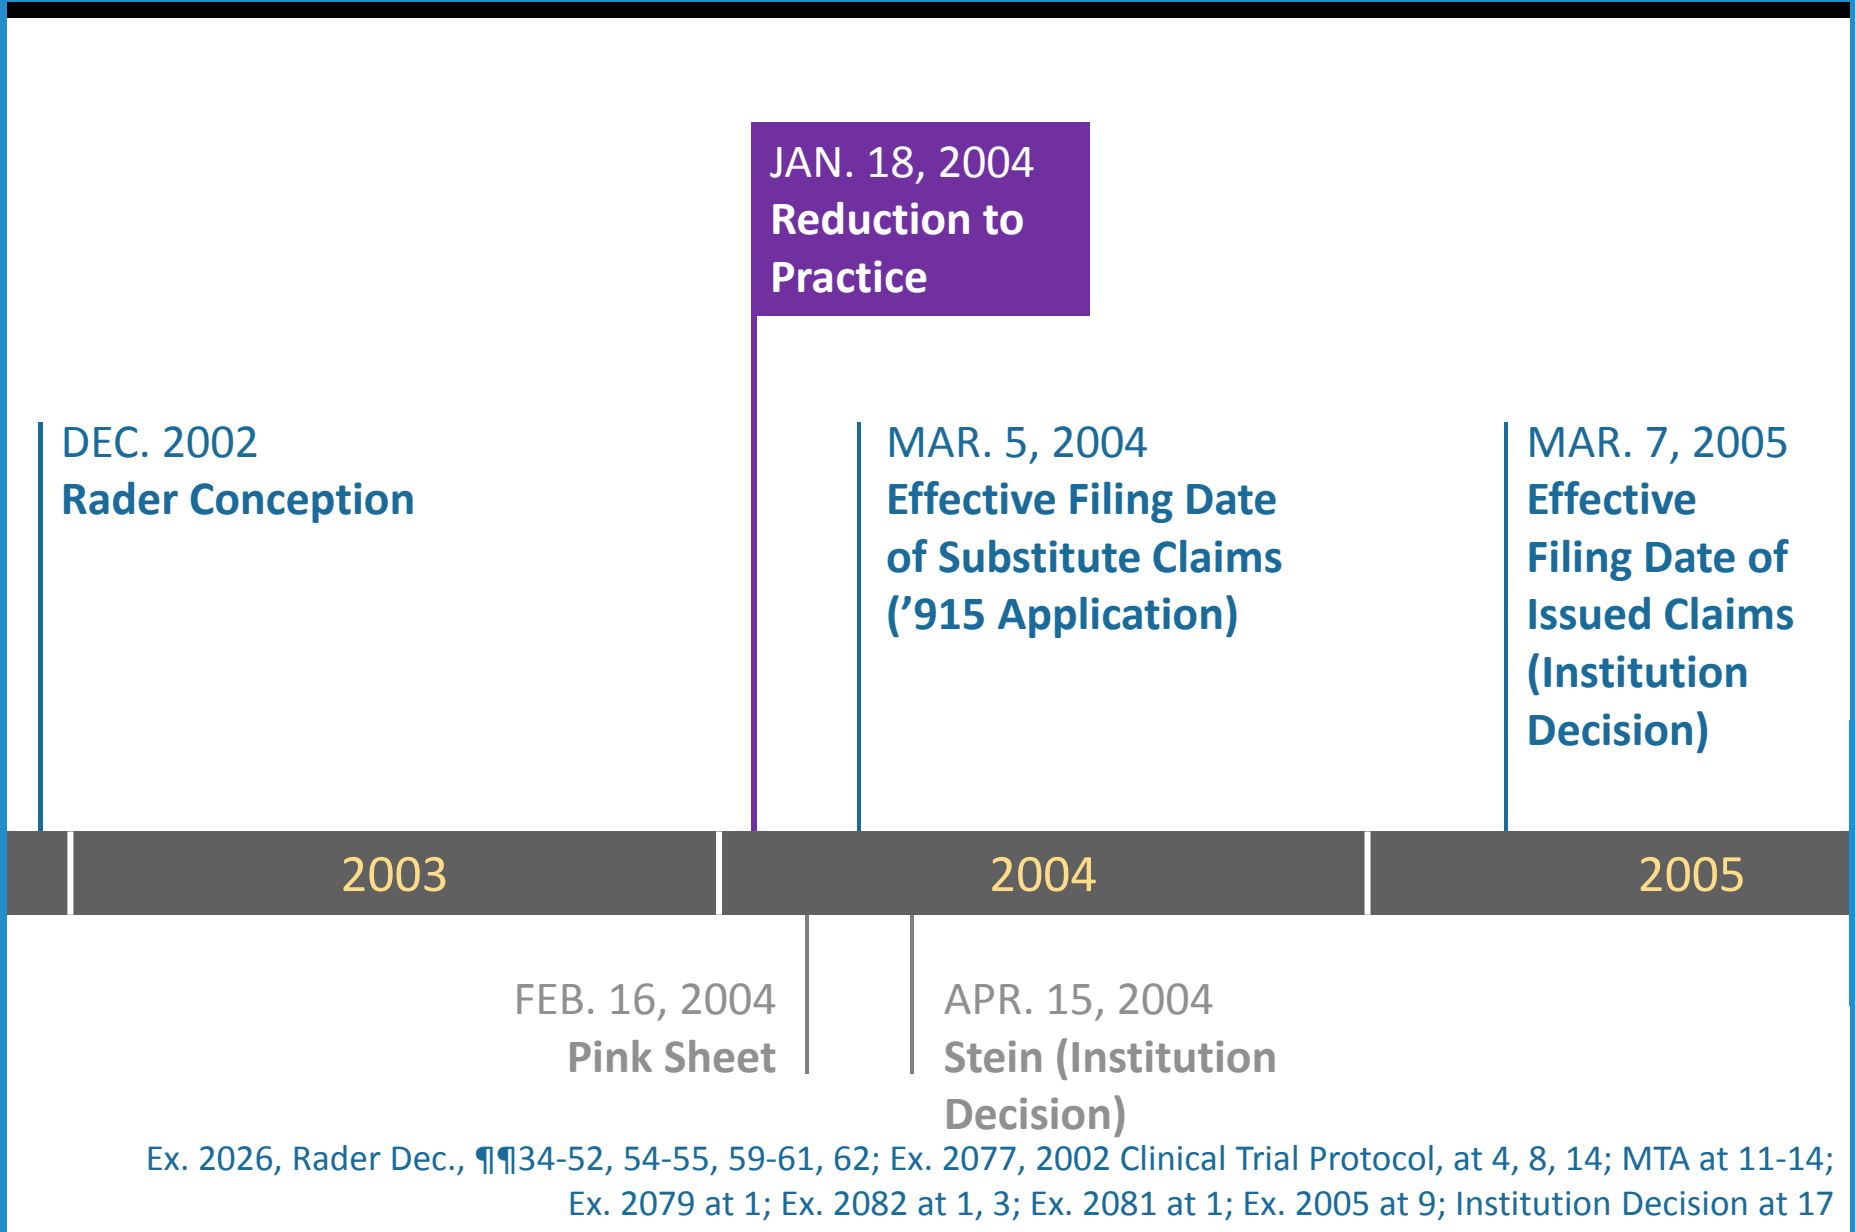 JAN. 18, 2004
Reduction to
Practice
DEC. 2002
Rader Conception
MAR. 5, 2004
Effective Filing Date
of Substitute Claims
(’915 Application)
MAR. 7, 2005
Effective
Filing Date of
Issued Claims
(Institution
Decision)
2003
2004
2005
FEB. 16, 2004
Pink Sheet
APR. 15, 2004
Stein (Institution
Decision)
Ex. 2026, Rader Dec., ¶¶34-52, 54-55, 59-61, 62; Ex. 2077, 2002 Clinical Trial Protocol, at 4, 8, 14; MTA at 11-14;
Ex. 2079 at 1; Ex. 2082 at 1, 3; Ex. 2081 at 1; Ex. 2005 at 9; Institution Decision at 17